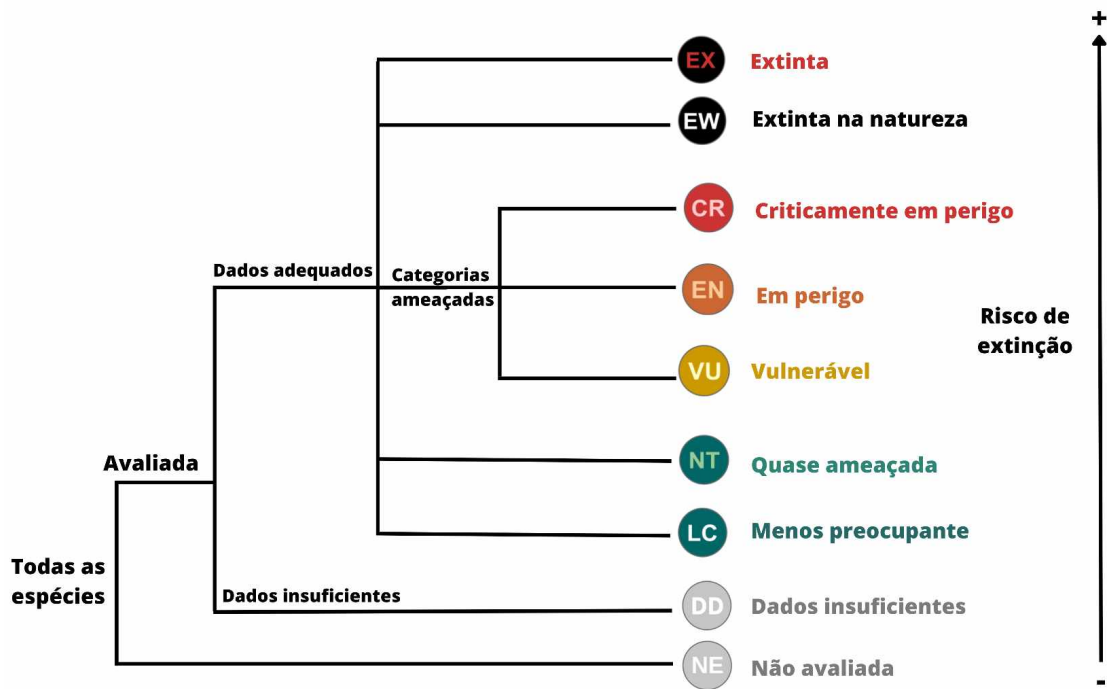 +
EX Extinta
EW Extinta na natureza
CR Criticamente em perigo
Dados adequados
Categorias
ameaçadas
EN Em perigo
Risco de
extinção
VU Vulnerável
Avaliada
NT Quase ameaçada
LC Menos preocupante
Todas as
espécies
Dados insuficientes
DD Dados insuficientes
NE Não avaliada
-